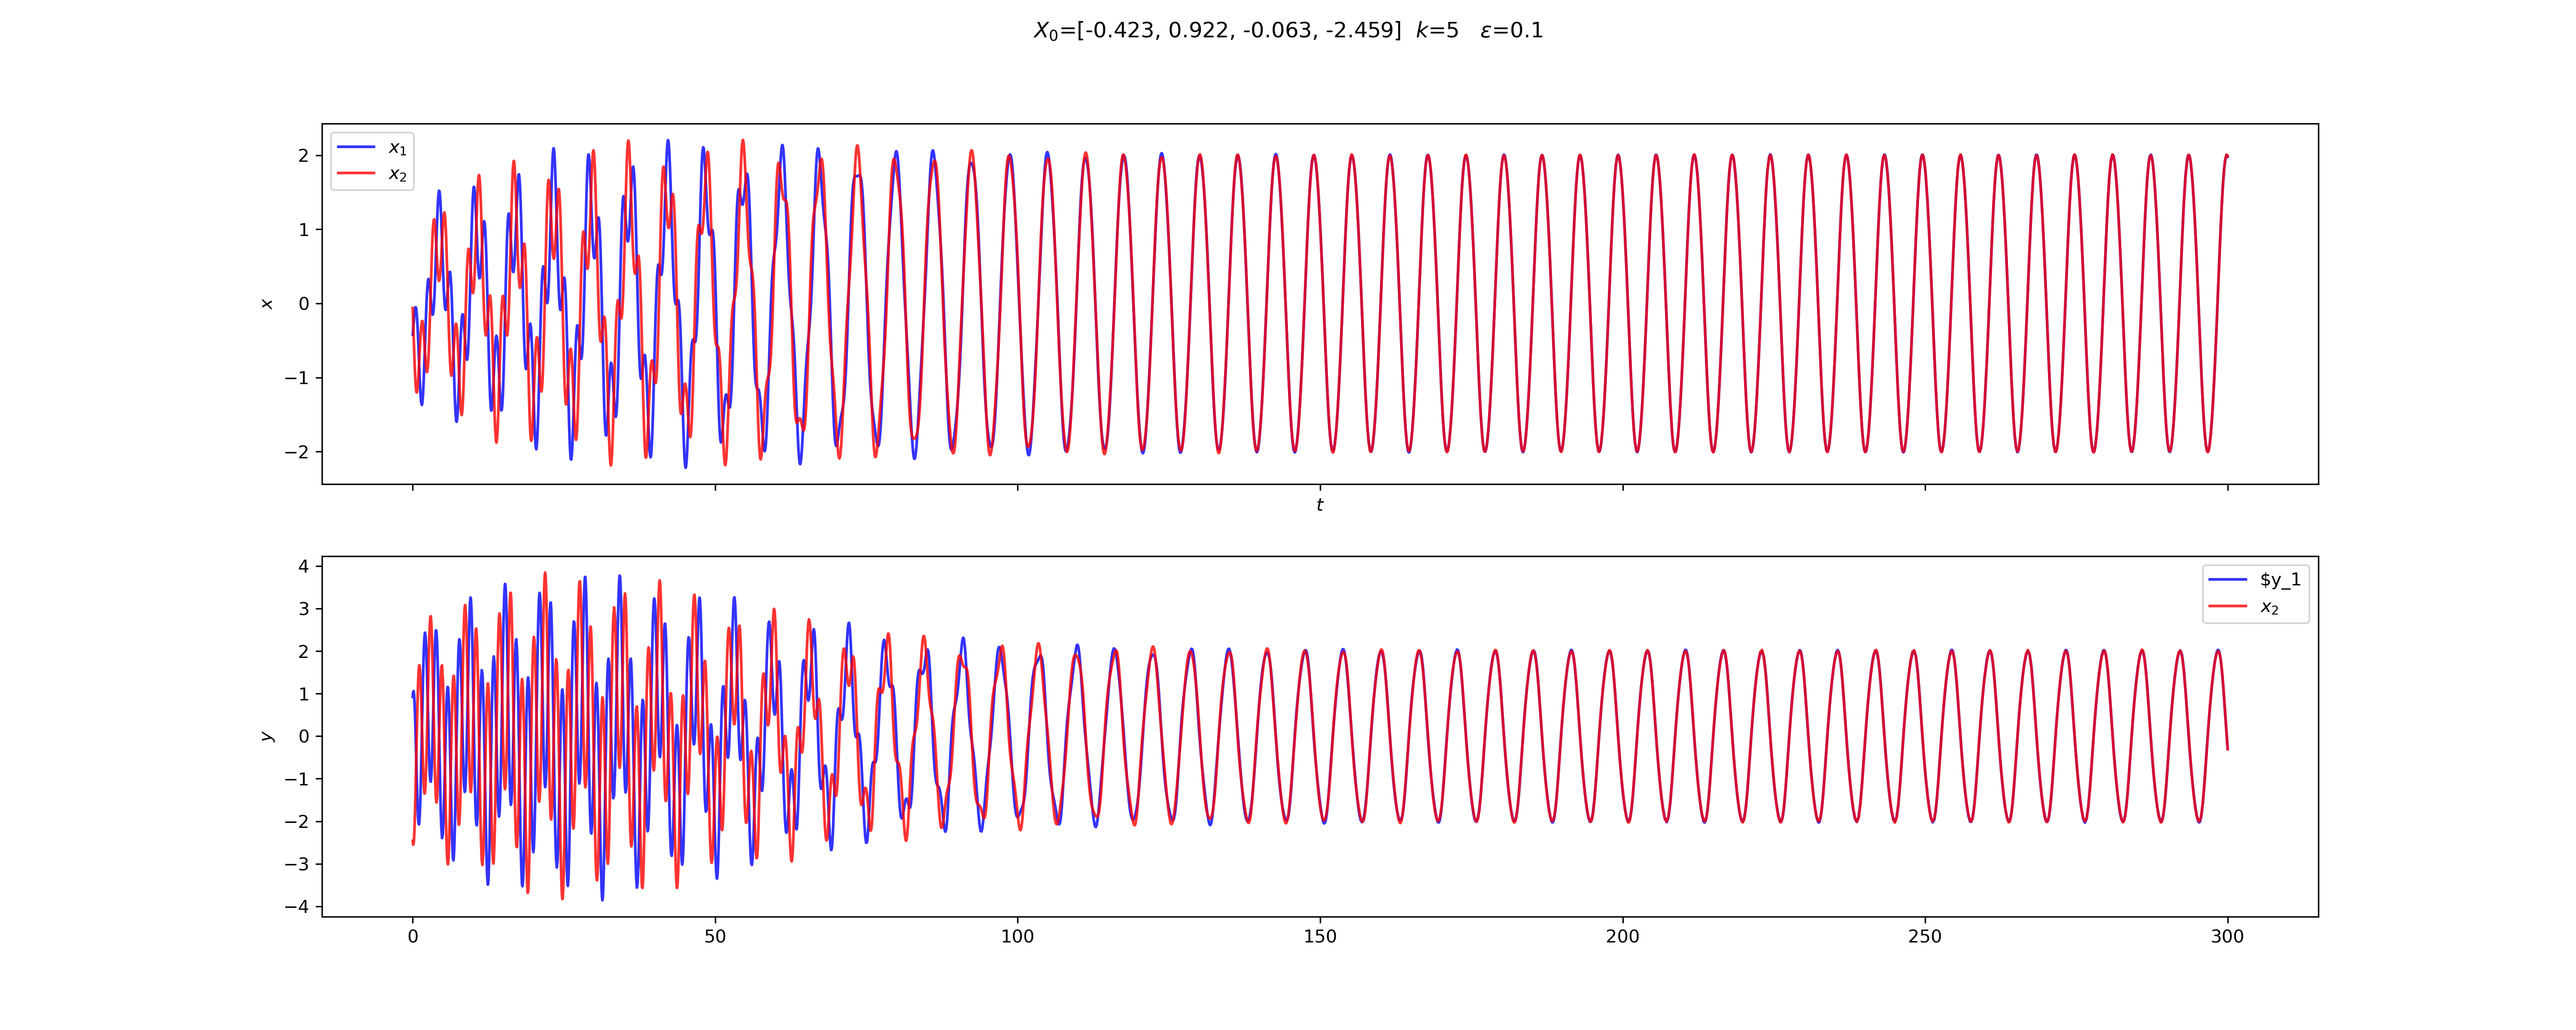 X₀=[-0.423, 0.922, -0.063, -2.459] k=5 ε=0.1
x₁
x₂
2
1
0
−1
−2
x
t
$y_1
x₂
4
3
2
1
0
−1
−2
−3
−4
y
0 50 100 150 200 250 300